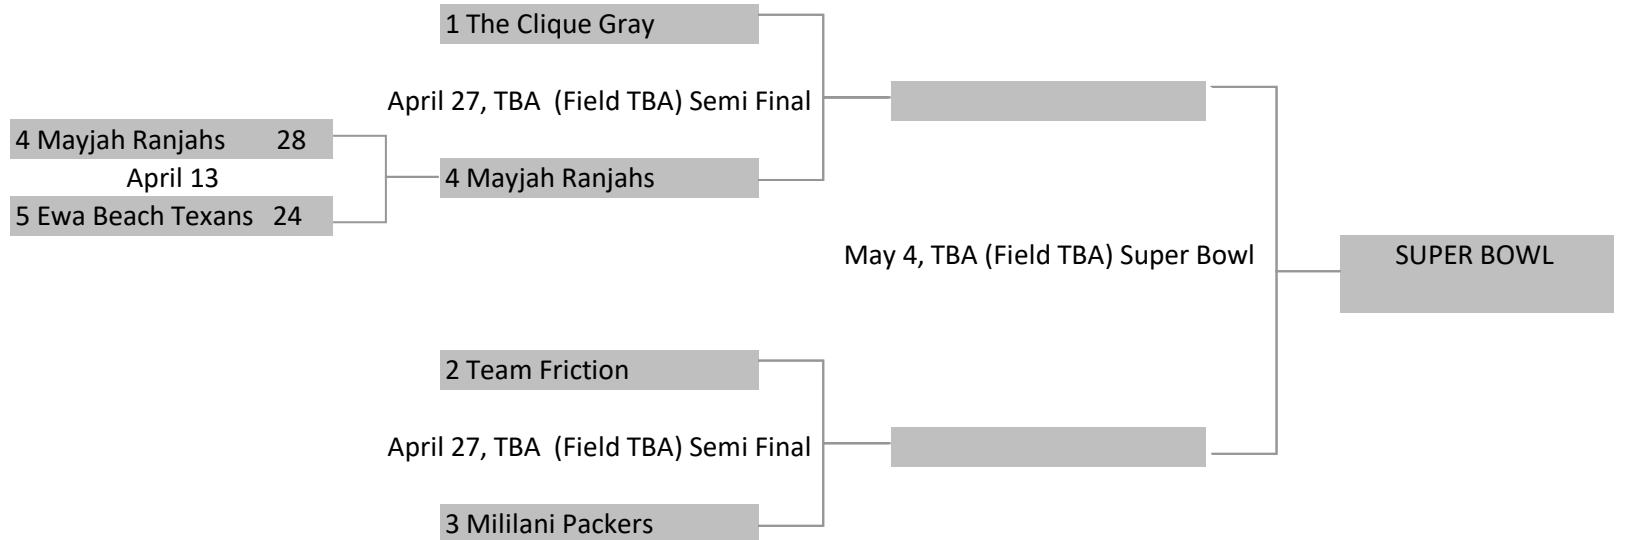 1 The Clique Gray
April 27, TBA  (Field TBA) Semi Final
4 Mayjah Ranjahs 28
April 13
4 Mayjah Ranjahs
5 Ewa Beach Texans 24
May 4, TBA (Field TBA) Super Bowl
SUPER BOWL
2 Team Friction
April 27, TBA  (Field TBA) Semi Final
3 Mililani Packers